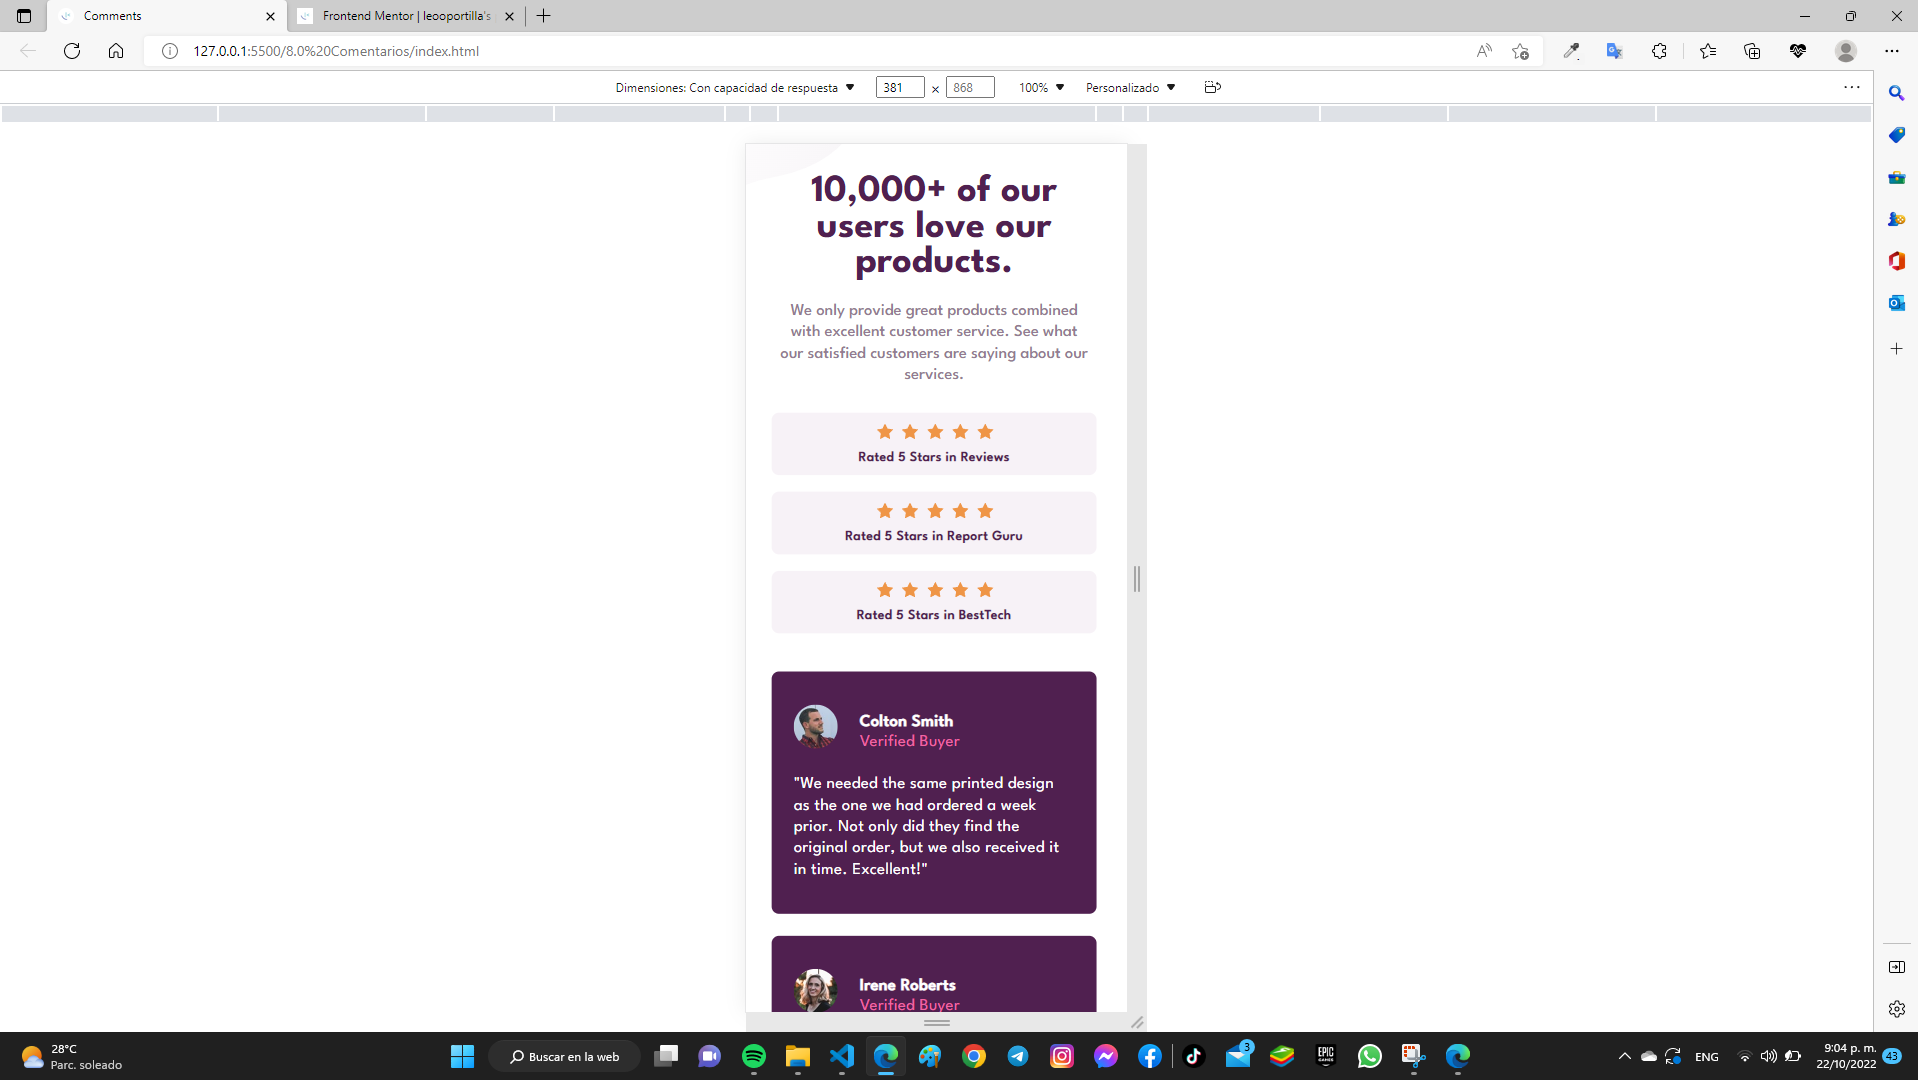 Comments
Frontend Mentor | leooportilla's
127.0.0.1:5500/8.0%20Comentarios/index.html
Dimensiones: Con capacidad de respuesta
381
×
868
100%
Personalizado
10,000+ of our
users love our
products.
We only provide great products combined
with excellent customer service. See what
our satisfied customers are saying about our
services.
Rated 5 Stars in Reviews
Rated 5 Stars in Report Guru
Rated 5 Stars in BestTech
Colton Smith
Verified Buyer
"We needed the same printed design
as the one we had ordered a week
prior. Not only did they find the
original order, but we also received it
in time. Excellent!"
Irene Roberts
Verified Buyer
28°C
Parc. soleado
Buscar en la web
3
EPIC
GAMES
ENG
9:04 p. m.
22/10/2022
43